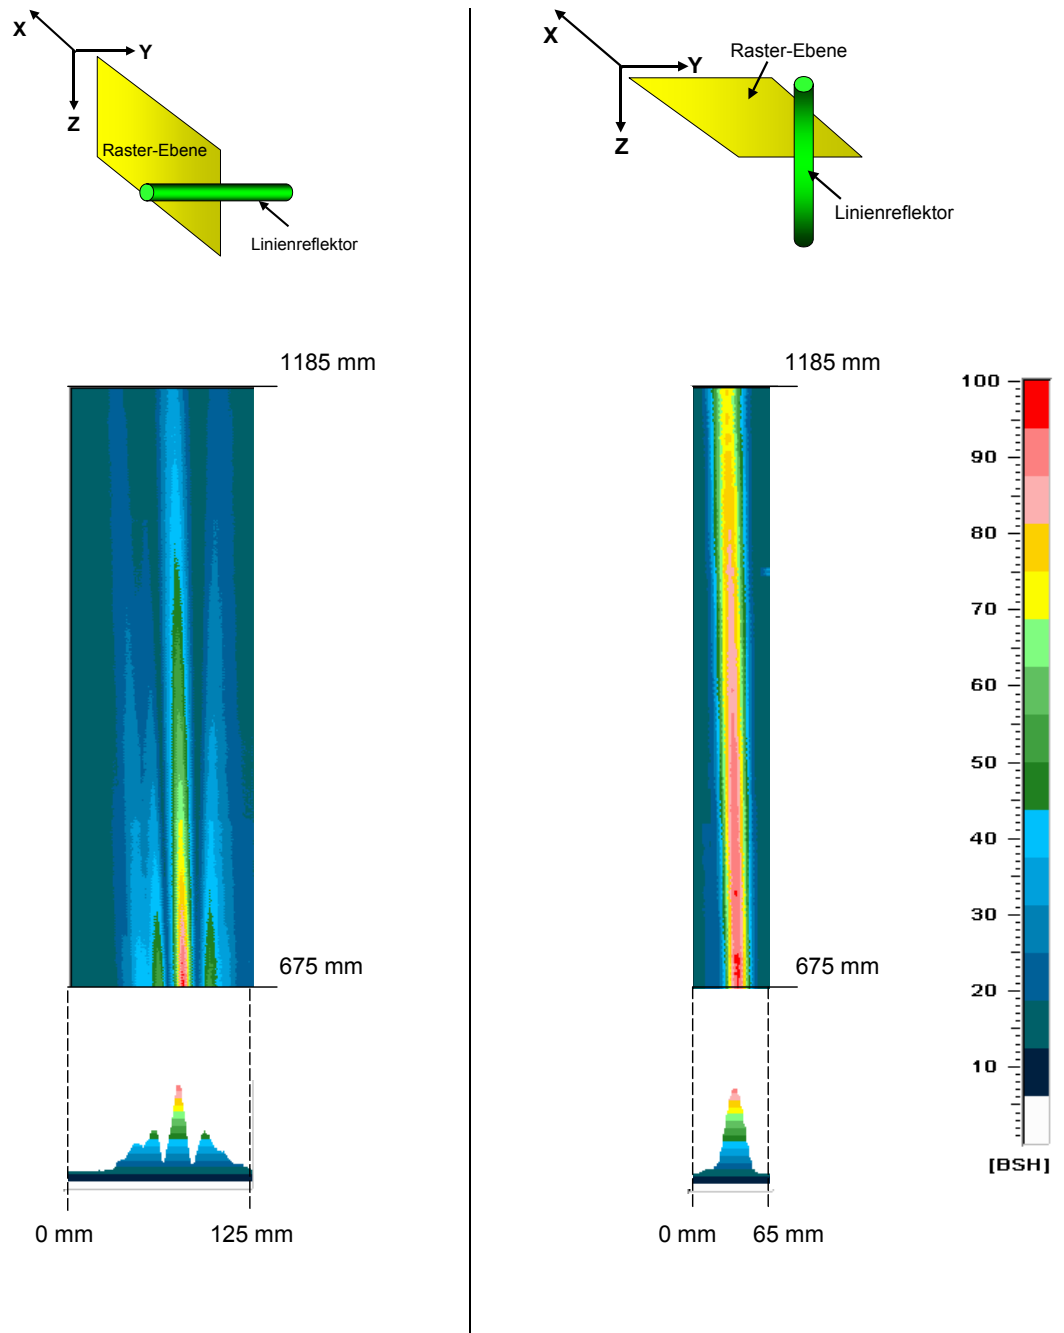 X
Y
Z
Raster-Ebene
Linienreflektor
1185 mm
675 mm
0 mm
125 mm
X
Y
Z
Raster-Ebene
Linienreflektor
1185 mm
675 mm
0 mm
65 mm
100
90
80
70
60
50
40
30
20
10
[BSH]